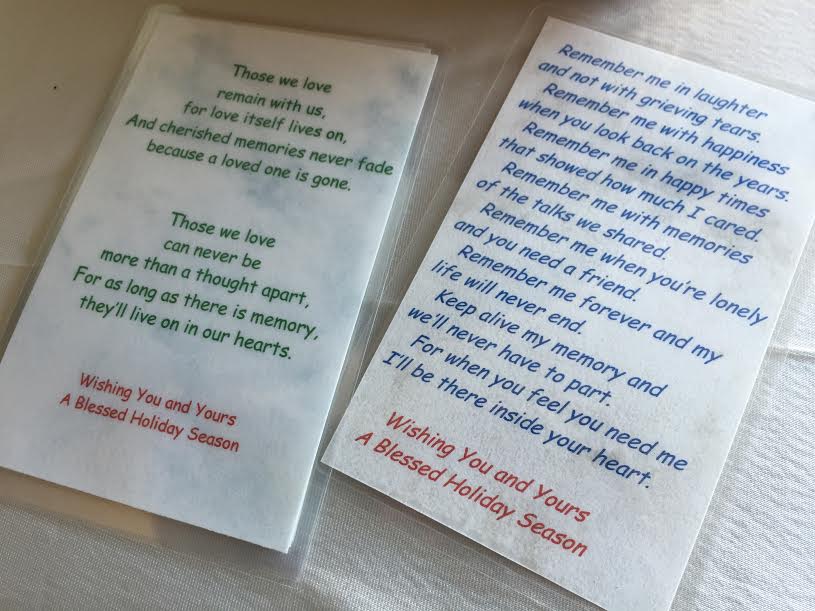 Those we love
remain with us,
for love itself lives on,
And cherished memories never fade
because a loved one is gone.
Those we love
can never be
more than a thought apart,
For as long as there is memory,
they'll live on in our hearts.
Wishing You and Yours
A Blessed Holiday Season
Remember me in laughter
and not with grieving tears.
Remember me with happiness
when you look back on the years.
Remember me in happy times
that showed how much I cared.
Remember me with memories
of the talks we shared.
Remember me when you're lonely
and you need a friend.
Remember me forever and my
life will never end.
Keep alive my memory and
we'll never have to part.
For when you feel you need me
I'll be there inside your heart.
Wishing You and Yours
A Blessed Holiday Season